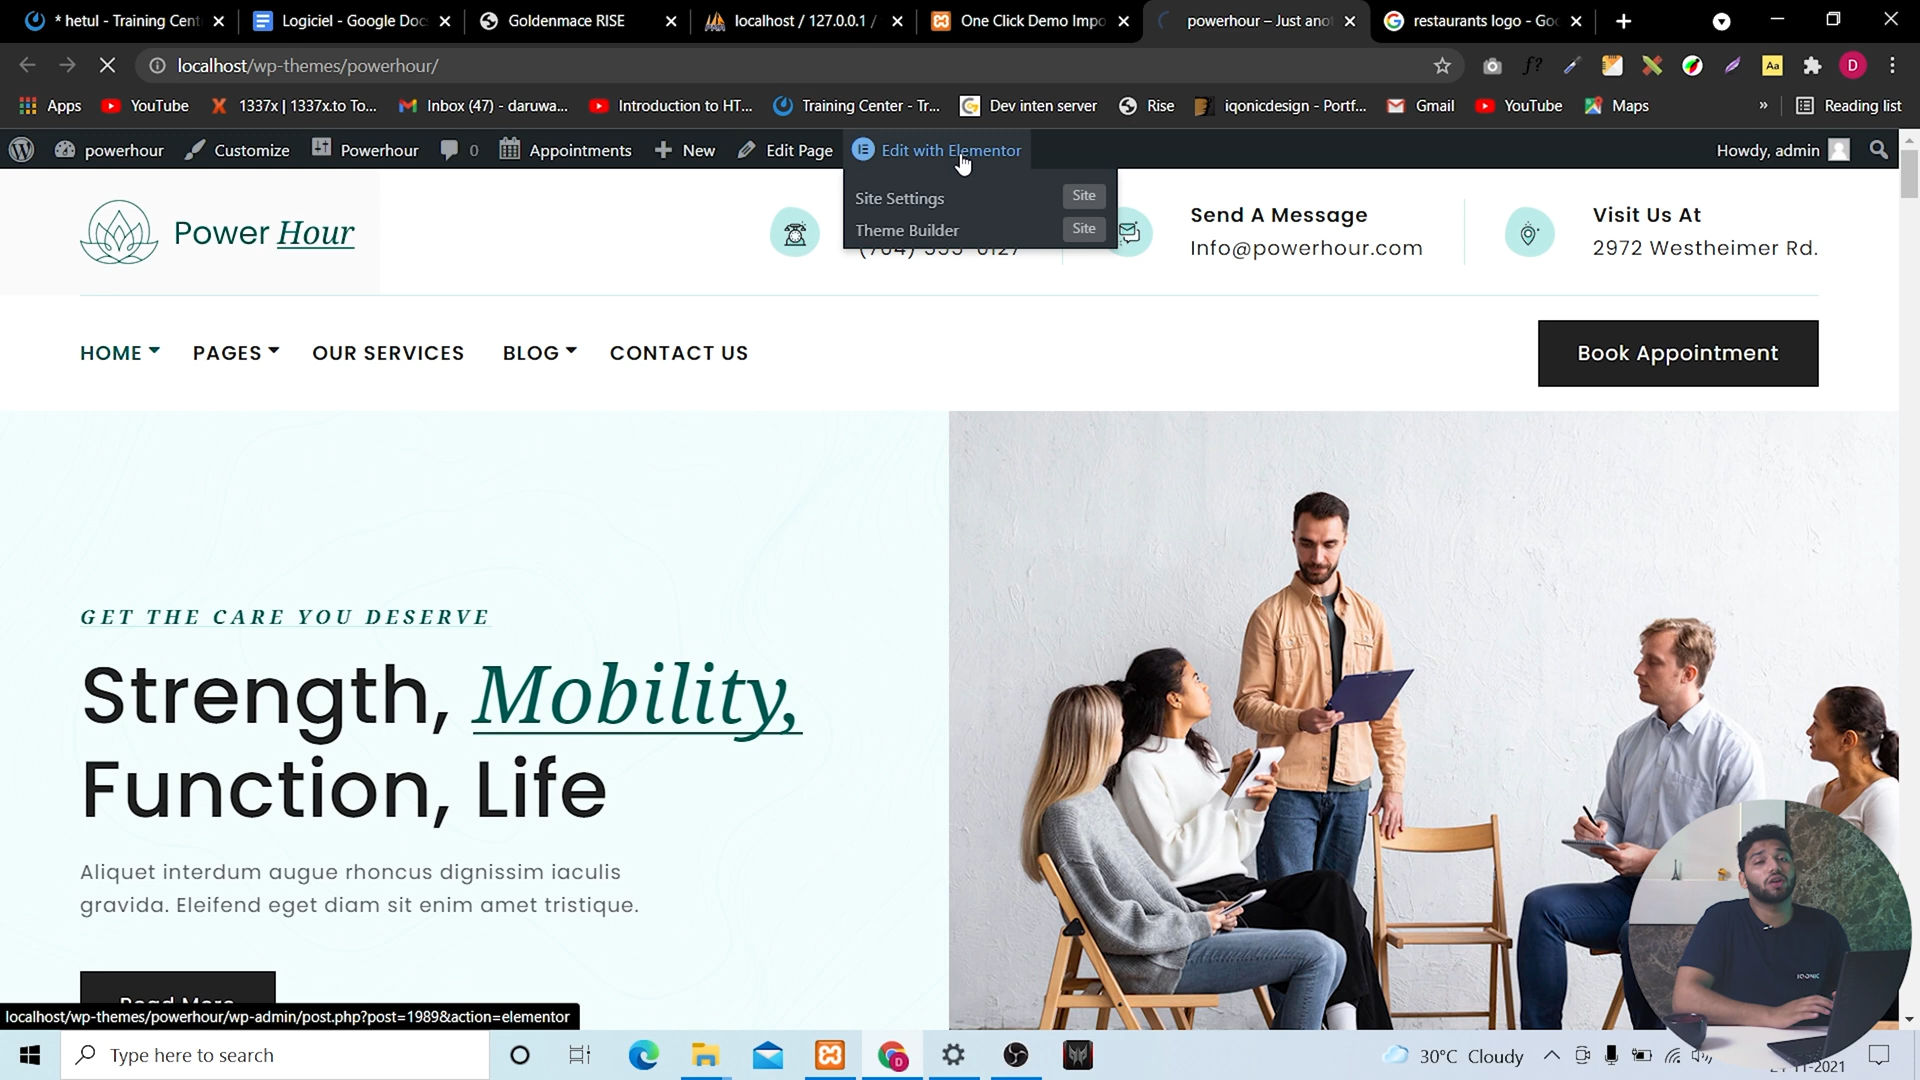 * hetul - Training Cent
Logiciel - Google Doc
Goldenmace RISE
localhost / 127.0.0.1 /
One Click Demo Impo
powerhour – Just anot
restaurants logo - Goo
localhost/wp-themes/powerhour/
Apps
YouTube
1337x | 1337x.to To...
Inbox (47) - daruwa...
Introduction to HT...
Training Center - Tr...
Dev inten server
Rise
iqonicdesign - Portf...
Gmail
YouTube
Maps
»
Reading list
powerhour
Customize
Powerhour
0
Appointments
New
Edit Page
Edit with Elementor
Howdy, admin
Site Settings
Site
Theme Builder
Site
Power Hour
Send A Message
Info@powerhour.com
Visit Us At
2972 Westheimer Rd.
HOME
PAGES
OUR SERVICES
BLOG
CONTACT US
Book Appointment
GET THE CARE YOU DESERVE
Strength, Mobility,
Function, Life
Aliquet interdum augue rhoncus dignissim iaculis
gravida. Eleifend eget diam sit enim amet tristique.
Read More
localhost/wp-themes/powerhour/wp-admin/post.php?post=1989&action=elementor
Type here to search
30°C Cloudy